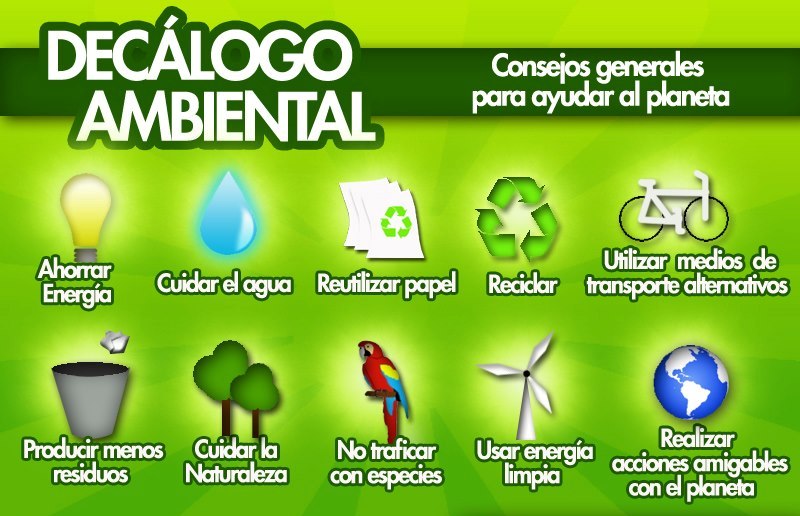 DECÁLOGO
AMBIENTAL
Consejos generales
para ayudar al planeta
Ahorrar
Energía
Cuidar el agua
Reutilizar papel
Reciclar
Utilizar medios de
transporte alternativos
Producir menos
residuos
Cuidar la
Naturaleza
No traficar
con especies
Usar energía
limpia
Realizar
acciones amigables
con el planeta